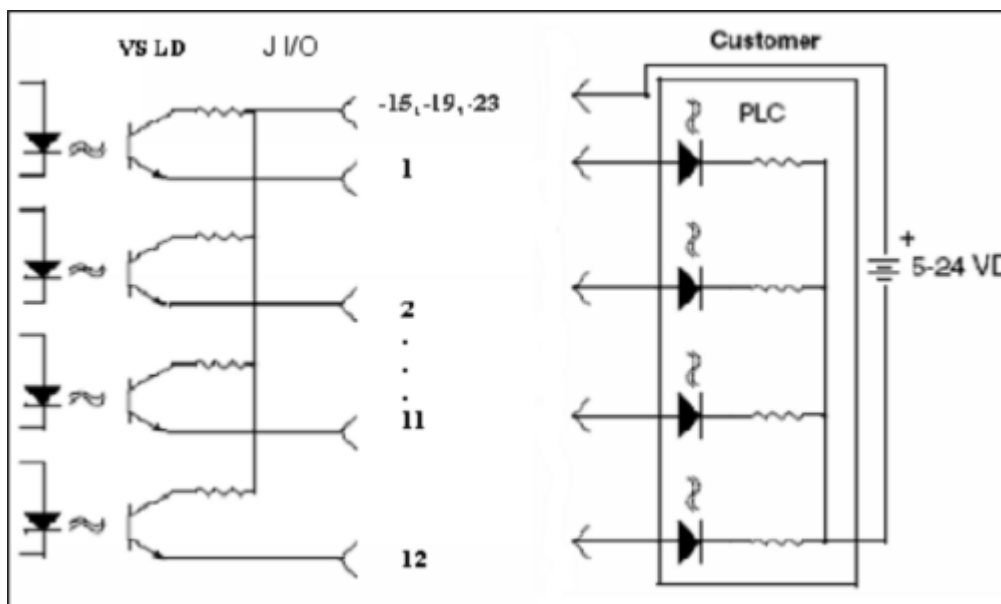 VS LD J I/O Customer
-15, -19, -23
PLC
1
+
5-24 VD
2
.
.
.
11
12